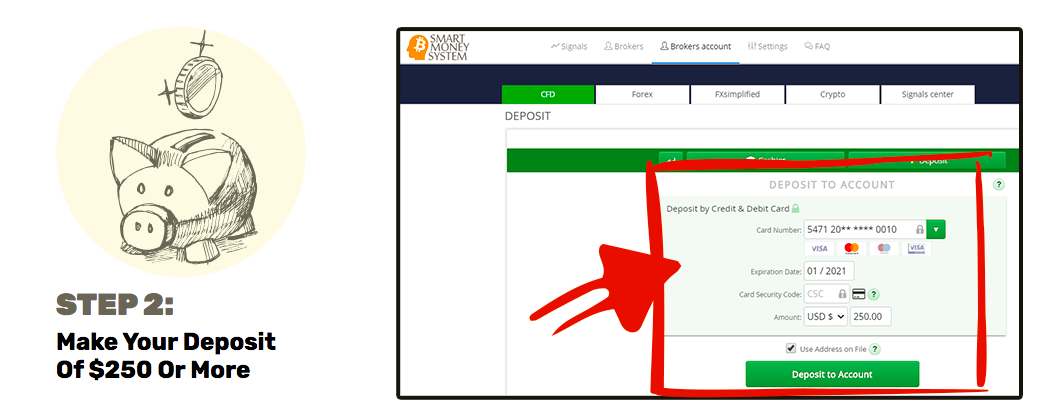 STEP 2:
Make Your Deposit
Of $250 Or More
SMART
MONEY
SYSTEM
Signals
Brokers
Brokers account
Settings
FAQ
CFD
Forex
FXsimplified
Crypto
Signals center
DEPOSIT
Deposit
DEPOSIT TO ACCOUNT
?
Deposit by Credit & Debit Card
Card Number: 5471 20** **** 0010
VISA
VISA
Expiration Date: 01 / 2021
Card Security Code: CSC ?
Amount: USD $ 250.00
Use Address on File ?
Deposit to Account